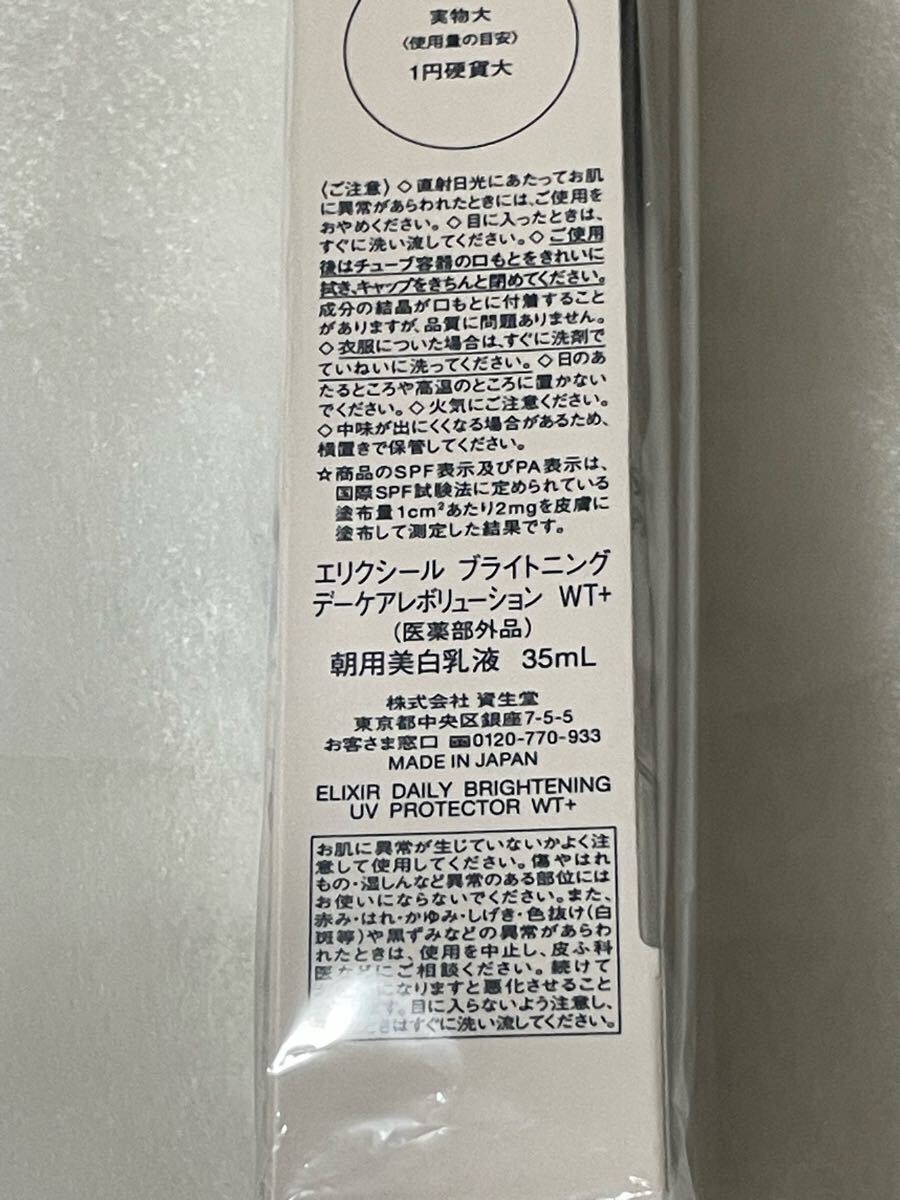 実物大
(使用量の目安)
1円硬貨大
〈ご注意〉◇直射日光にあたってお肌
に異常があらわれたときには、ご使用を
おやめください。◇目に入ったときは、
すぐに洗い流してください。◇ご使用
後はチューブ容器の口もとをきれいに
拭き、キャップをきちんと閉めてください。
成分の結晶が口もとに付着すること
がありますが、品質に問題ありません。
◇衣服についた場合は、すぐに洗剤で
ていねいに洗ってください。◇日のあ
たるところや高温のところに置かない
でください。◇火気にご注意ください。
◇中味が出にくくなる場合があるため、
横置きで保管してください。
☆商品のSPF表示及びPA表示は、
国際SPF試験法に定められている
塗布量1cm²あたり2mgを皮膚に
塗布して測定した結果です。
エリクシール ブライトニング
デーケアレボリューション WT+
(医薬部外品)
朝用美白乳液 35mL
株式会社 資生堂
東京都中央区銀座7-5-5
お客さま窓口 0120-770-933
MADE IN JAPAN
ELIXIR DAILY BRIGHTENING
UV PROTECTOR WT+
お肌に異常が生じていないかよく注
意して使用してください。傷やはれ
もの・湿しんなど異常のある部位には
お使いにならないでください。また、
赤み・はれ・かゆみ・しげき・色抜け(白
斑等)や黒ずみなどの異常があらわ
れたときは、使用を中止し、皮ふ科
医などにご相談ください。続けて
になりますと悪化させること
す。目に入らないよう注意し、
ときはすぐに洗い流してください。